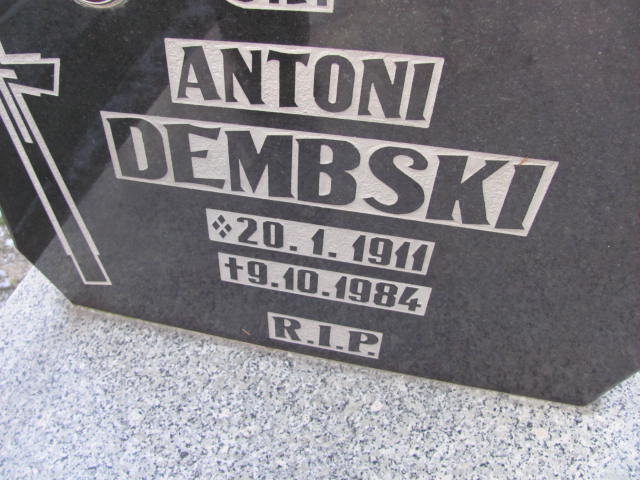 ANTONI
DEMBSKI
20.1.1911
†9.10.1984
R.I.P.